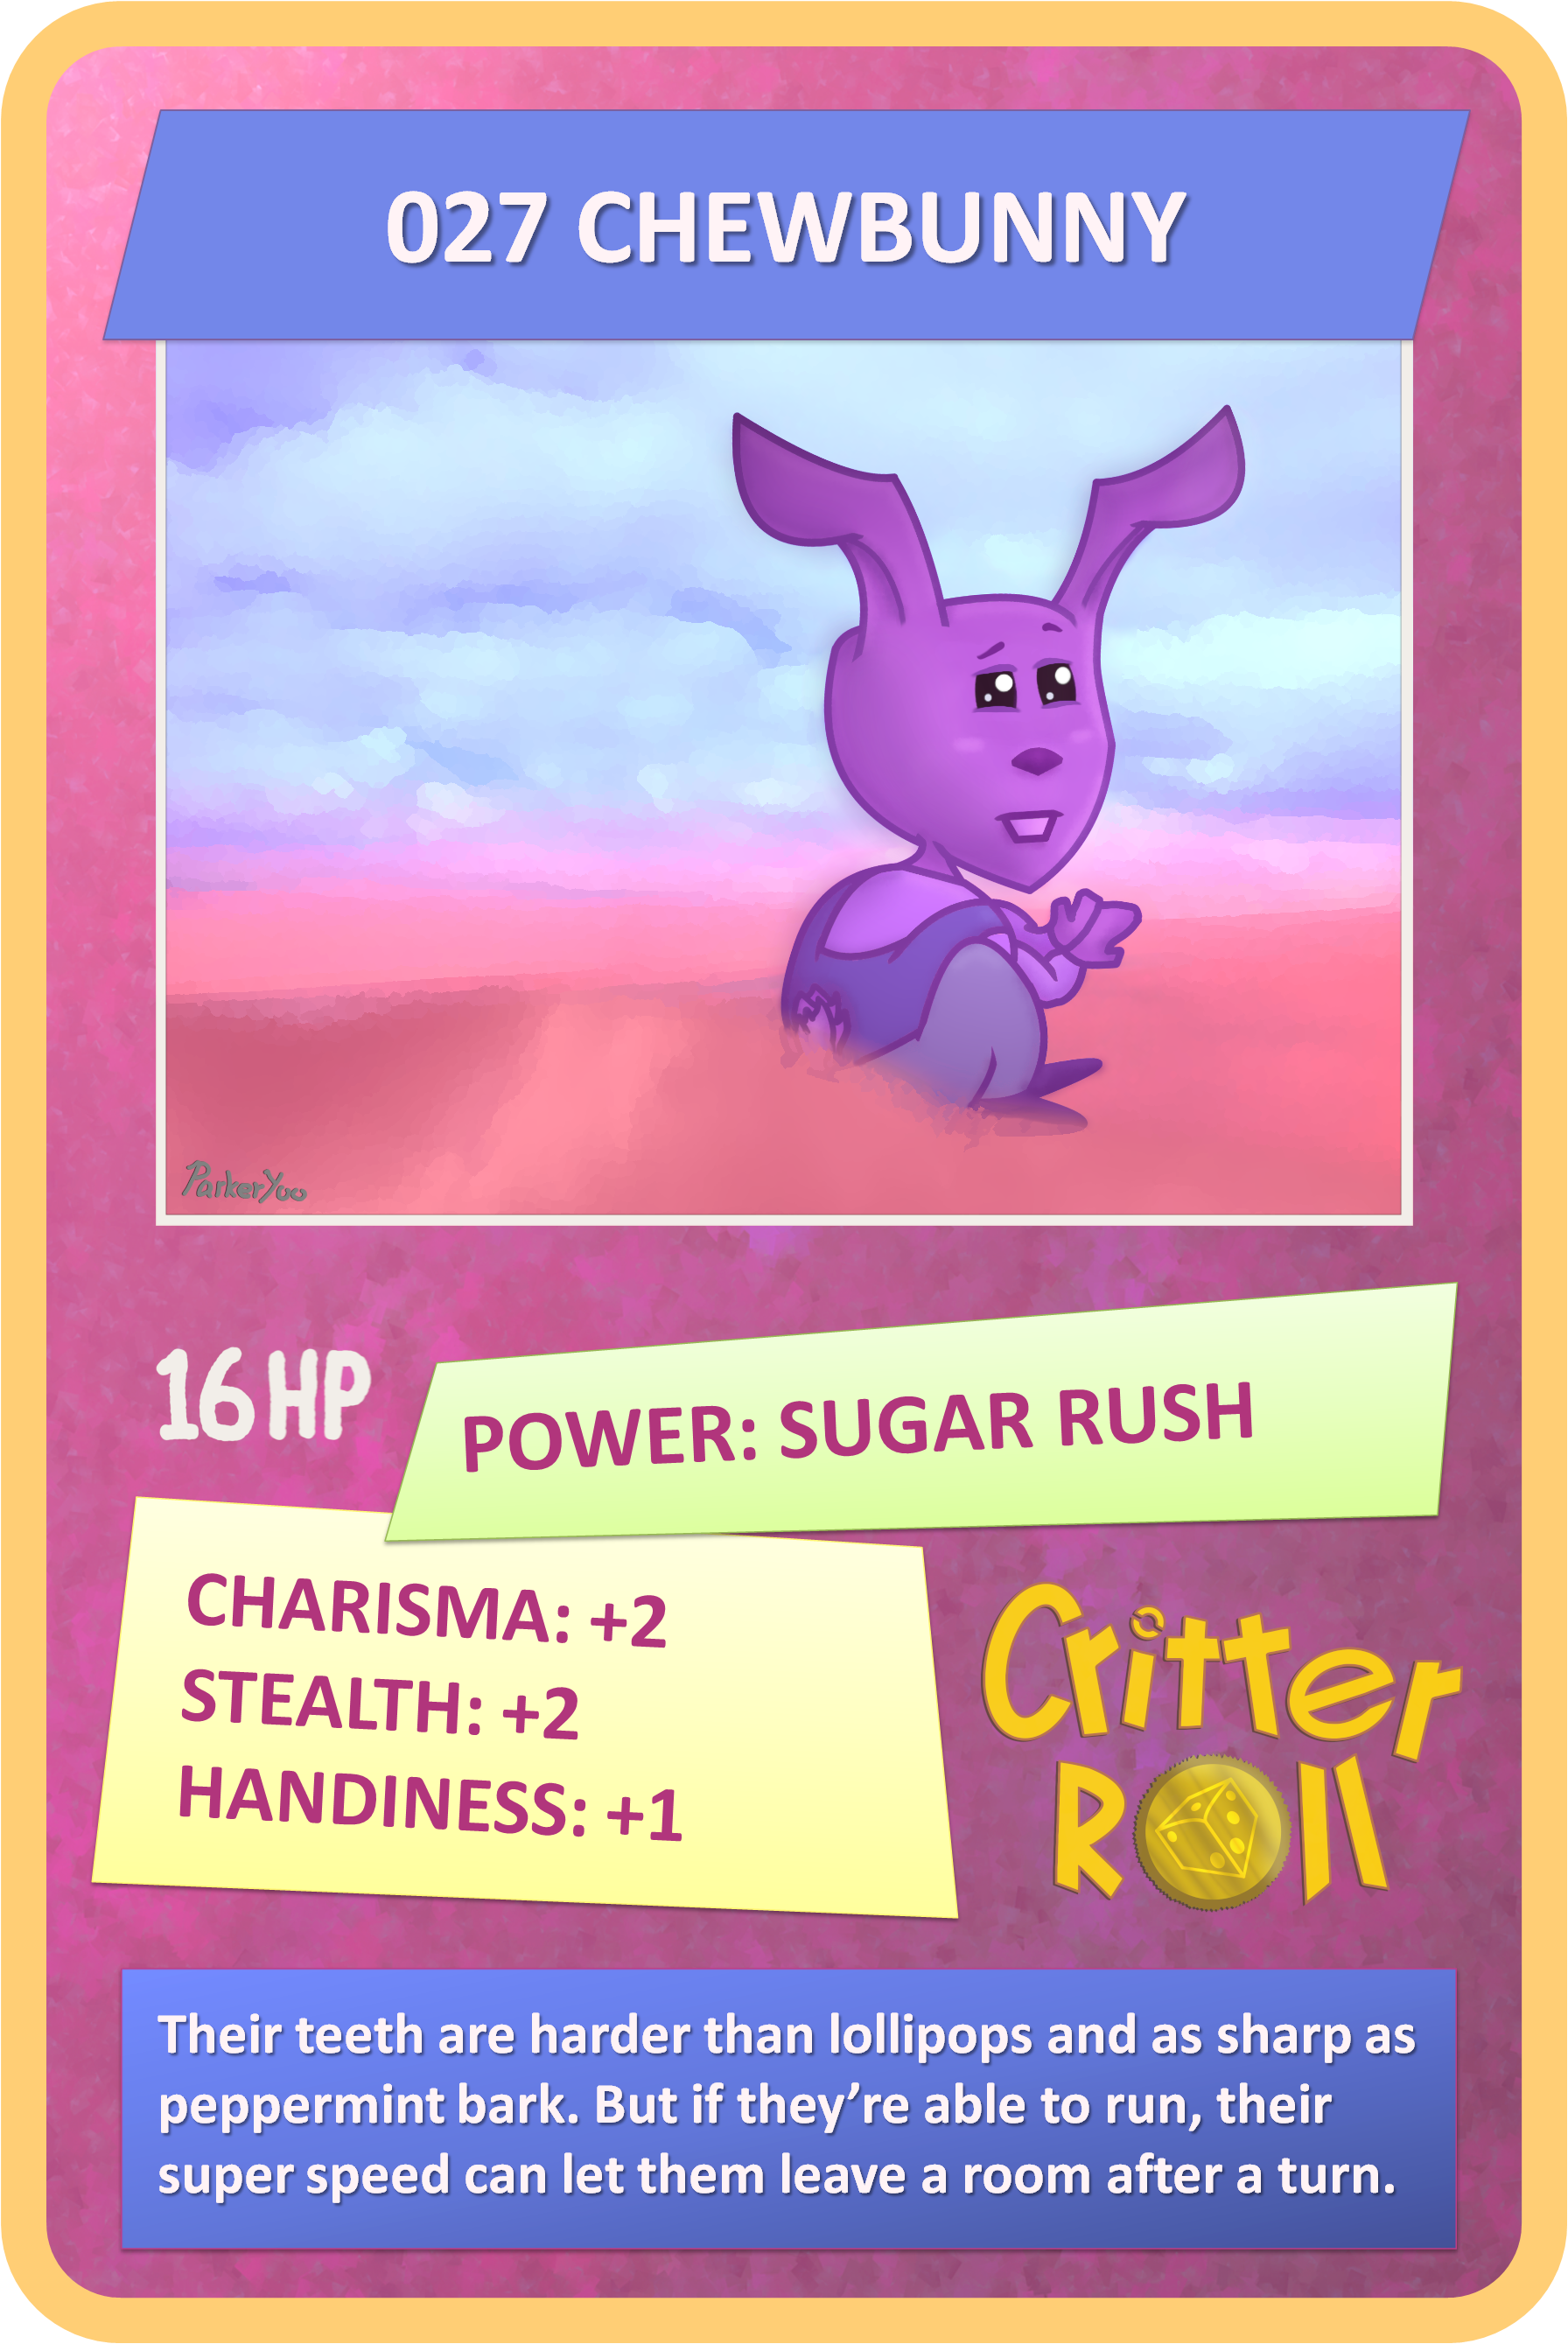 027 CHEWBUNNY
ParkerYoo
16 HP
POWER: SUGAR RUSH
CHARISMA: +2
STEALTH: +2
HANDINESS: +1
Critter
Roll
Their teeth are harder than lollipops and as sharp as
peppermint bark. But if they’re able to run, their
super speed can let them leave a room after a turn.